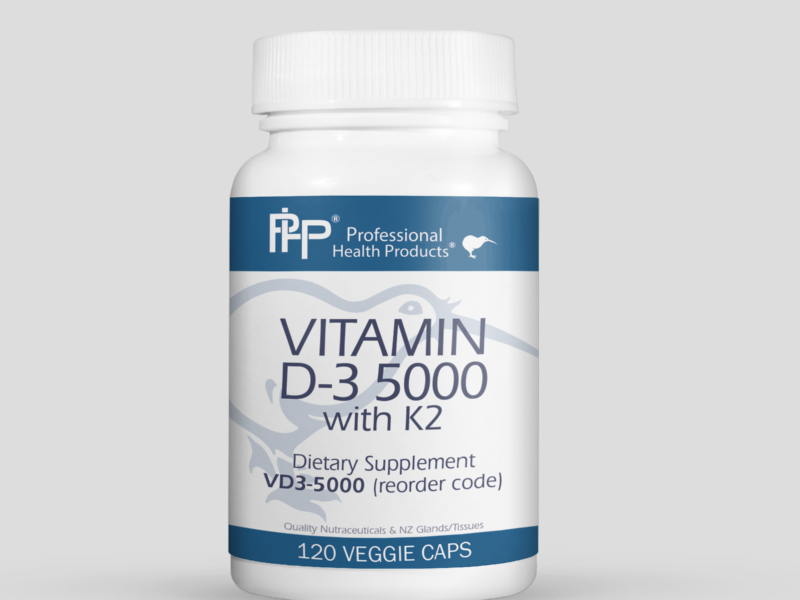 PHP®
Professional
Health Products®
VITAMIN
D-3 5000
with K2
Dietary Supplement
VD3-5000 (reorder code)
Quality Nutraceuticals & NZ Glands/Tissues
120 VEGGIE CAPS